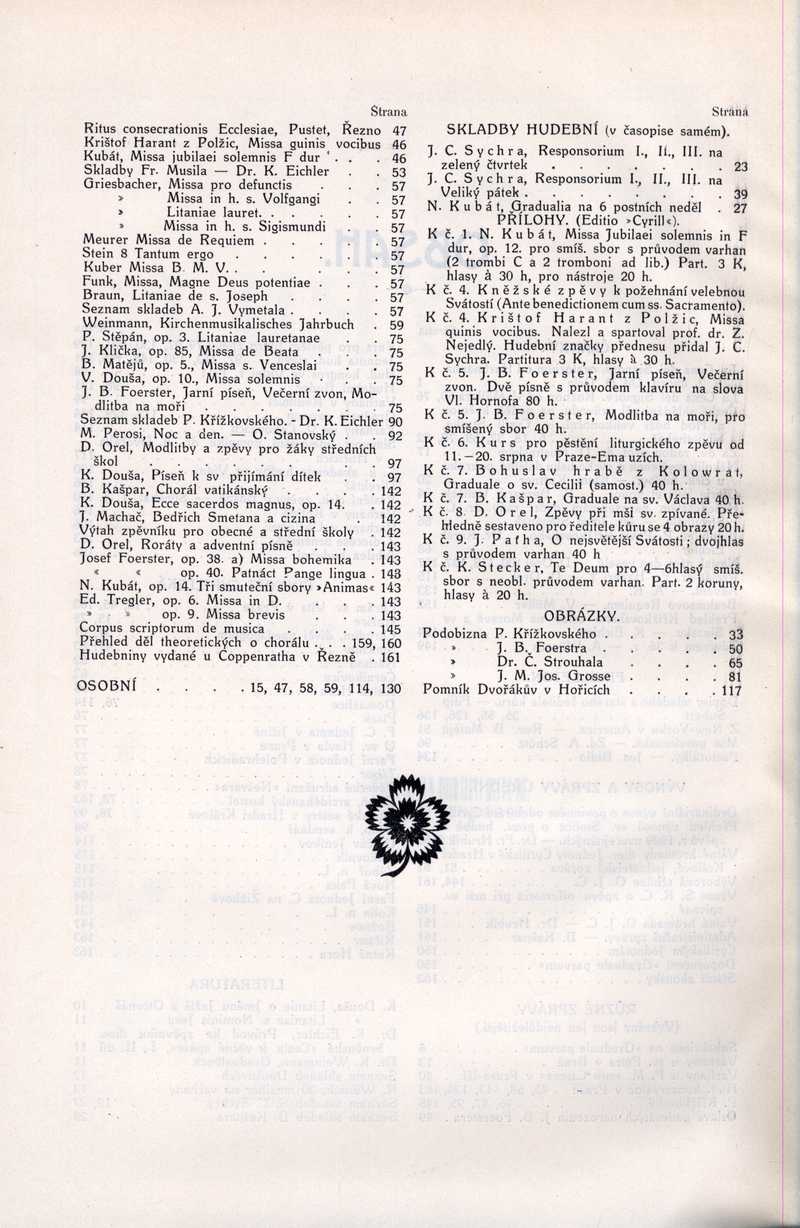 Strana
Ritus consecrationis Ecclesiae, Pustet, Řezno 47
Krištof Harant z Polžic, Missa guinis vocibus 46
Kubát, Missa jubilaei solemnis F dur . . . 46
Skladby Fr. Musila — Dr. K. Eichler . . 53
Griesbacher, Missa pro defunctis . . . 57
» Missa in h. s. Volfgangi . . 57
» Litaniae lauret. . . . . . 57
» Missa in h. s. Sigismundi . . 57
Meurer Missa de Requiem . . . . . 57
Stein 8 Tantum ergo . . . . . . 57
Kuber Missa B. M. V. . . . . . 57
Funk, Missa, Magne Deus potentiae . . . 57
Braun, Litaniae de s. Joseph . . . . 57
Seznam skladeb A. J. Vymetala . . . . 57
Weinmann, Kirchenmusikalisches Jahrbuch . 59
P. Stěpán, op. 3. Litaniae lauretanae . . 75
J. Klička, op. 85, Missa de Beata . . . 75
B. Matějů, op. 5., Missa s. Venceslai . . 75
V. Douša, op. 10., Missa solemnis . . . 75
J. B. Foerster, Jarní píseň, Večerní zvon, Mo-
dlitba na moři . . . . . . . 75
Seznam skladeb P. Křížkovského. - Dr. K. Eichler 90
M. Perosi, Noc a den. — O. Stanovský . . 92
D. Orel, Modlitby a zpěvy pro žáky středních
škol . . . . . . . . . 97
K. Douša, Píseň k sv přijímání dítek . . 97
B. Kašpar, Chorál vatikánský . . . . 142
K. Douša, Ecce sacerdos magnus, op. 14. . 142
J. Machač, Bedřich Smetana a cizina . 142
Výtah zpěvníku pro obecné a střední školy . 142
D. Orel, Roráty a adventní písně . . . 143
Josef Foerster, op. 38. a) Missa bohemika . 143
« « op. 40. Patnáct Pange lingua . 148
N. Kubát, op. 14. Tři smuteční sbory »Animas« 143
Ed. Tregler, op. 6. Missa in D. . . . 143
» » op. 9. Missa brevis . . . 143
Corpus scriptorum de musica . . . . 145
Přehled děl theoretických o chorálu . . . 159, 160
Hudebniny vydané u Coppenratha v Řezně . 161
OSOBNÍ . . . . 15, 47, 58, 59, 114, 130
Strana
SKLADBY HUDEBNÍ (v časopise samém).
J. C. Sychra, Responsorium I., II., III. na
zelený čtvrtek . . . . . . . 23
J. C. Sychra, Responsorium I., II., III. na
Veliký pátek . . . . . . . . 39
N. Kubát, Gradualia na 6 postních neděl . 27
PŘÍLOHY. (Editio »Cyrill«).
K č. 1. N. Kubát, Missa Jubilaei solemnis in F
dur, op. 12. pro smíš. sbor s průvodem varhan
(2 trombi C a 2 tromboni ad lib.) Part. 3 K,
hlasy à 30 h, pro nástroje 20 h.
K č. 4. Kněžské zpěvy k požehnání velebnou
Svátostí (Ante benedictionem cum ss. Sacramento).
K č. 4. Krištof Harant z Polžic, Missa
quinis vocibus. Nalezl a spartoval prof. dr. Z.
Nejedlý. Hudební značky přednesu přidal J. C.
Sychra. Partitura 3 K, hlasy à 30 h.
K č. 5. J. B. Foerster, Jarní píseň, Večerní
zvon. Dvě písně s průvodem klavíru na slova
Vl. Hornofa 80 h.
K č. 5. J. B. Foerster, Modlitba na moři, pro
smíšený sbor 40 h.
K č. 6. Kurs pro pěstění liturgického zpěvu od
11.—20. srpna v Praze-Emauzích.
K č. 7. Bohuslav hrabě z Kolowrat,
Graduale o sv. Cecilii (samost.) 40 h.
K č. 7. B. Kašpar, Graduale na sv. Václava 40 h.
K č. 8 D. Orel, Zpěvy při mši sv. zpívané. Pře-
hledně sestaveno pro ředitele kůru se 4 obrazy 20 h.
K č. 9. J. Patha, O nejsvětější Svátosti ; dvojhlas
s průvodem varhan 40 h
K č. K. Stecker, Te Deum pro 4—6hlasý smíš.
sbor s neobl. průvodem varhan. Part. 2 koruny,
hlasy à 20 h.
OBRÁZKY.
Podobizna P. Křížkovského . . . . . 33
» J. B. Foerstra . . . . . 50
» Dr. Č. Strouhala . . . . 65
» J. M. Jos. Grosse . . . . 81
Pomník Dvořákův v Hořicích . . . . 117